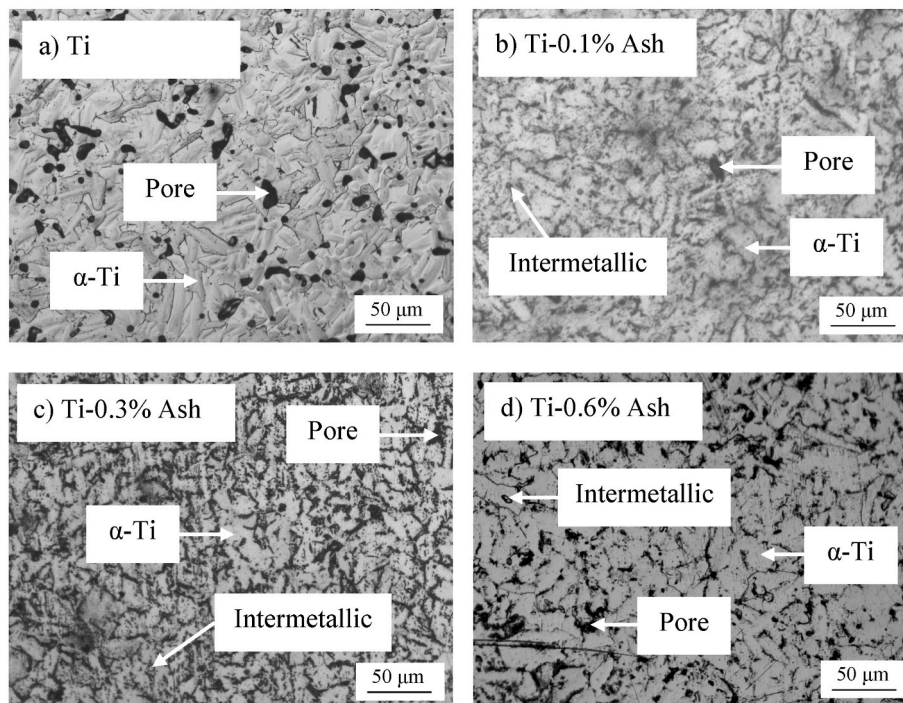 a) Ti
Pore
α-Ti
50 μm
b) Ti-0.1% Ash
Pore
α-Ti
Intermetallic
50 μm
c) Ti-0.3% Ash
Pore
α-Ti
Intermetallic
50 μm
d) Ti-0.6% Ash
Intermetallic
α-Ti
Pore
50 μm